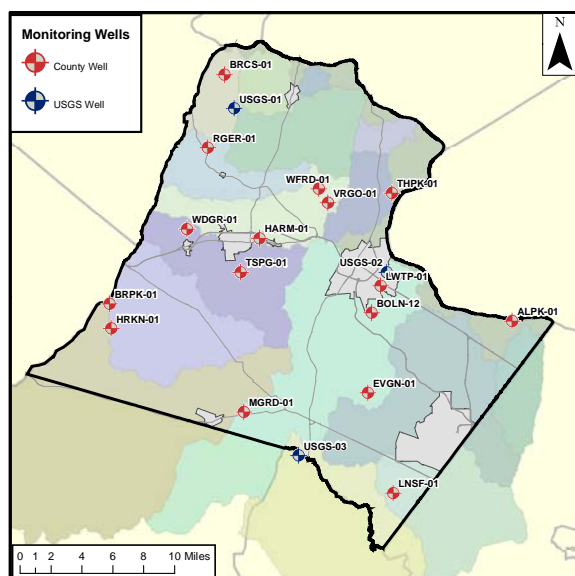 Monitoring Wells
County Well
USGS Well
N
BRCS-01
USGS-01
RGER-01
WFRD-01
VRGO-01
THPK-01
WDGR-01
HARM-01
TSPG-01
USGS-02
LWTP-01
BOLN-12
BRPK-01
HRKN-01
ALPK-01
EVGN-01
MGRD-01
USGS-03
LNSF-01
0 1 2 4 6 8 10 Miles